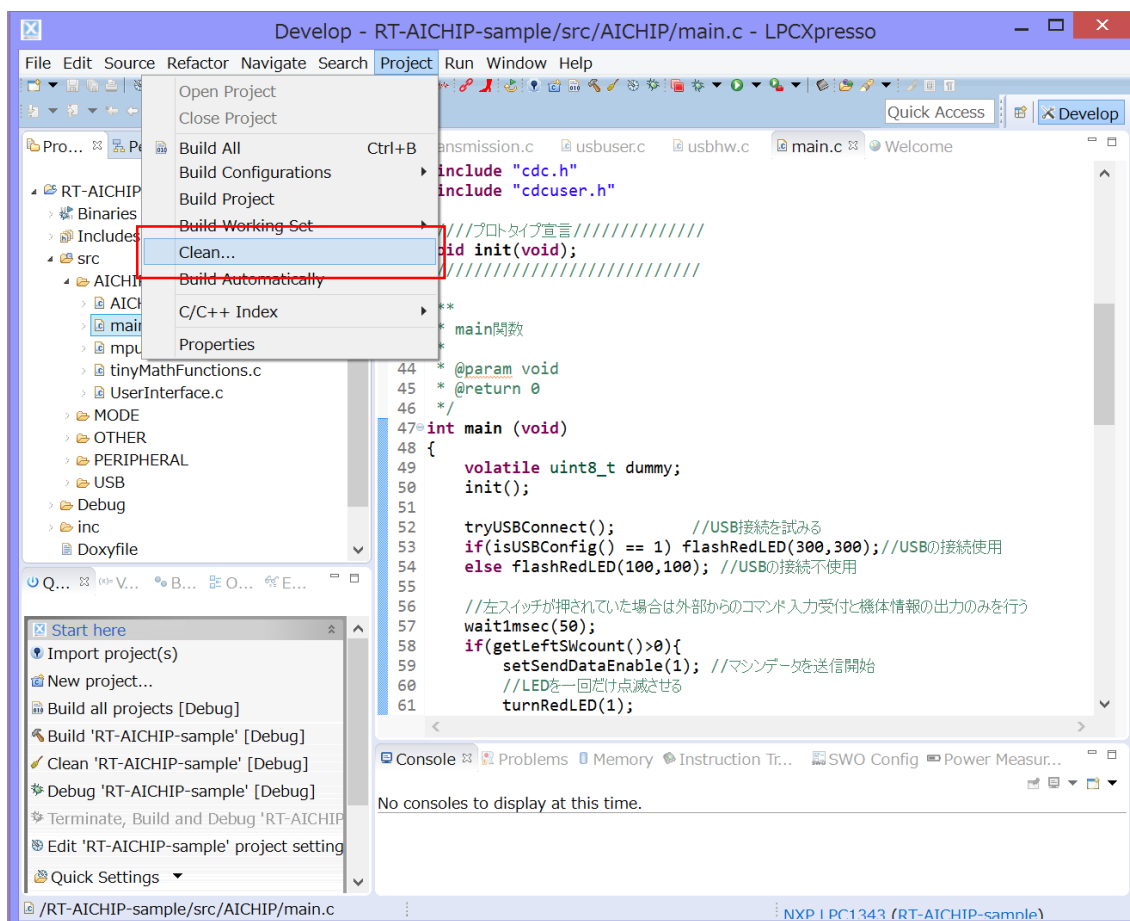 Develop - RT-AICHIP-sample/src/AICHIP/main.c - LPCXpresso
File Edit Source Refactor Navigate Search Project Run Window Help
Quick Access
Develop
Open Project
Close Project
Build All Ctrl+B
Build Configurations
Build Project
Build Working Set
Clean...
Build Automatically
C/C++ Index
Properties
Pro...
RT-AICHIP
Binaries
Includes
src
AICHI
AICH
main
mpu
tinyMathFunctions.c
UserInterface.c
MODE
OTHER
PERIPHERAL
USB
Debug
inc
Doxyfile
ansmission.c usbuser.c usbhw.c main.c Welcome
include "cdc.h"
include "cdcuser.h"
////プロトタイプ宣言//////////////
oid init(void);
////////////////////////////
**
* main関数
*
44 * @param void
45 * @return 0
46 */
47 int main (void)
48 {
49 volatile uint8_t dummy;
50 init();
51
52 tryUSBConnect(); //USB接続を試みる
53 if(isUSBConfig() == 1) flashRedLED(300,300);//USBの接続使用
54 else flashRedLED(100,100); //USBの接続不使用
55
56 //左スイッチが押されていた場合は外部からのコマンド入力受付と機体情報の出力のみを行う
57 wait1msec(50);
58 if(getLeftSWcount()>0){
59 setSendDataEnable(1); //マシンデータを送信開始
60 //LEDを一回だけ点滅させる
61 turnRedLED(1);
Q... V... B... O... E...
Start here
Import project(s)
New project...
Build all projects [Debug]
Build 'RT-AICHIP-sample' [Debug]
Clean 'RT-AICHIP-sample' [Debug]
Debug 'RT-AICHIP-sample' [Debug]
Terminate, Build and Debug 'RT-AICHIP
Edit 'RT-AICHIP-sample' project setting
Quick Settings
Console Problems Memory Instruction Tr... SWO Config Power Measur...
No consoles to display at this time.
/RT-AICHIP-sample/src/AICHIP/main.c
NXP LPC1343 (RT-AICHIP-sample)